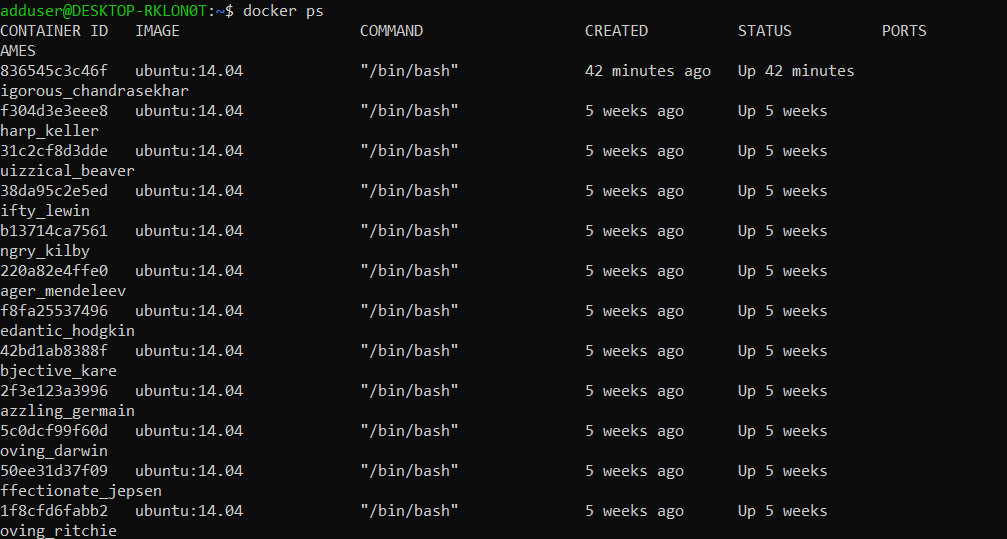 adduser@DESKTOP-RKLON0T:~$ docker ps
CONTAINER ID   IMAGE          COMMAND       CREATED          STATUS          PORTS
AMES
836545c3c46f   ubuntu:14.04   "/bin/bash"   42 minutes ago   Up 42 minutes
igorous_chandrasekhar
f304d3e3eee8   ubuntu:14.04   "/bin/bash"   5 weeks ago      Up 5 weeks
harp_keller
31c2cf8d3dde   ubuntu:14.04   "/bin/bash"   5 weeks ago      Up 5 weeks
uizzical_beaver
38da95c2e5ed   ubuntu:14.04   "/bin/bash"   5 weeks ago      Up 5 weeks
ifty_lewin
b13714ca7561   ubuntu:14.04   "/bin/bash"   5 weeks ago      Up 5 weeks
ngry_kilby
220a82e4ffe0   ubuntu:14.04   "/bin/bash"   5 weeks ago      Up 5 weeks
ager_mendeleev
f8fa25537496   ubuntu:14.04   "/bin/bash"   5 weeks ago      Up 5 weeks
edantic_hodgkin
42bd1ab8388f   ubuntu:14.04   "/bin/bash"   5 weeks ago      Up 5 weeks
bjective_kare
2f3e123a3996   ubuntu:14.04   "/bin/bash"   5 weeks ago      Up 5 weeks
azzling_germain
5c0dcf99f60d   ubuntu:14.04   "/bin/bash"   5 weeks ago      Up 5 weeks
oving_darwin
50ee31d37f09   ubuntu:14.04   "/bin/bash"   5 weeks ago      Up 5 weeks
ffectionate_jepsen
1f8cfd6fabb2   ubuntu:14.04   "/bin/bash"   5 weeks ago      Up 5 weeks
oving_ritchie